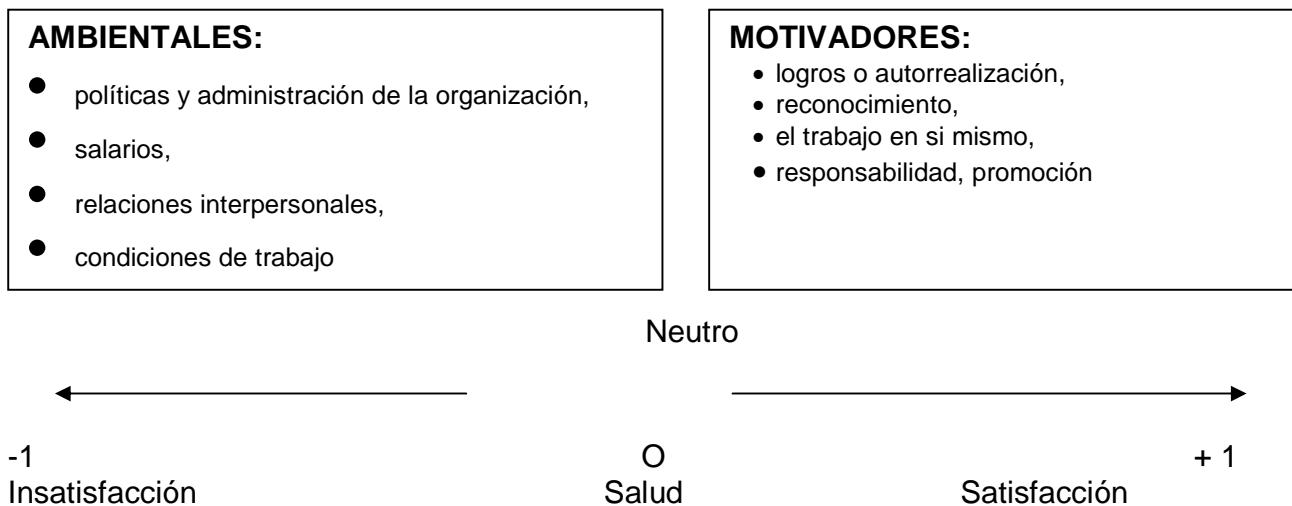 AMBIENTALES:
● políticas y administración de la organización,
● salarios,
● relaciones interpersonales,
● condiciones de trabajo
MOTIVADORES:
• logros o autorrealización,
• reconocimiento,
• el trabajo en si mismo,
• responsabilidad, promoción
Neutro
-1 O + 1
Insatisfacción Salud Satisfacción